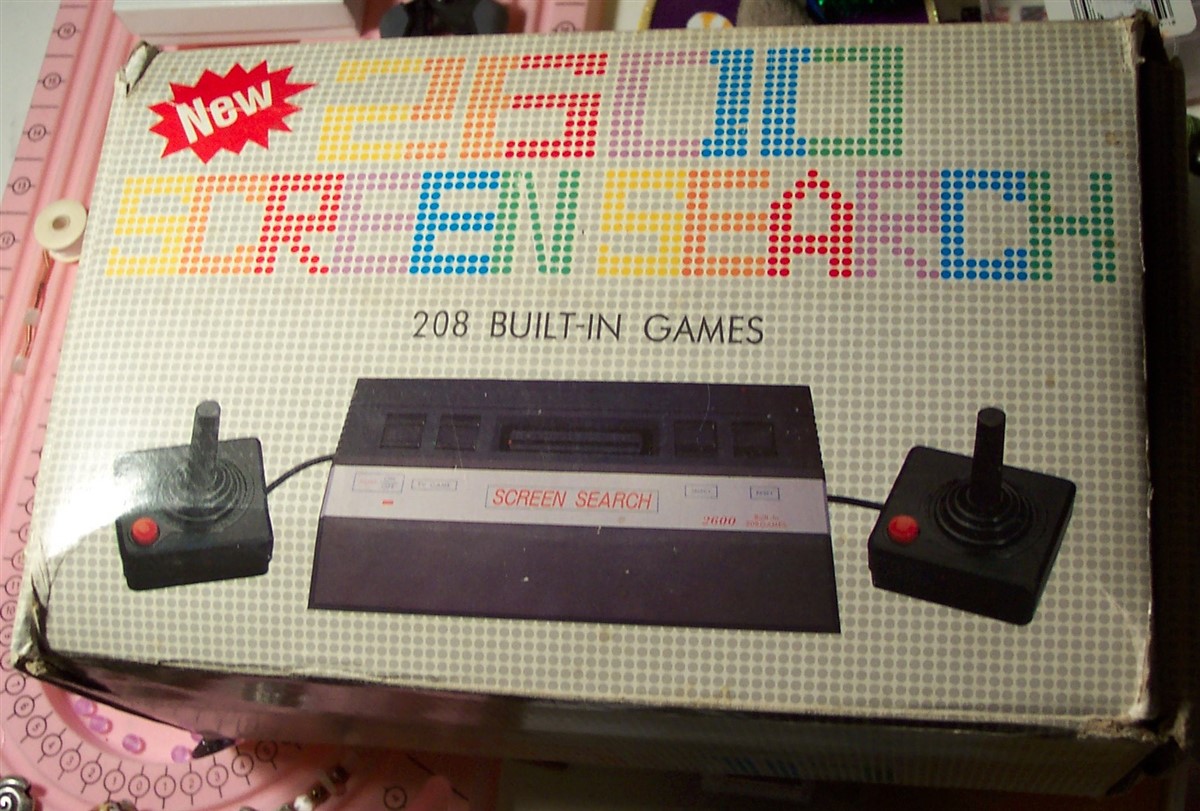 New
2600
SCREEN SEARCH
208 BUILT-IN GAMES
SCREEN SEARCH
2600